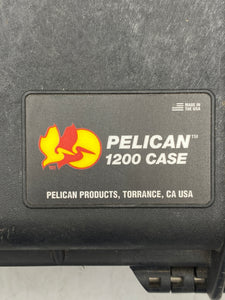 MADE IN
THE USA
PELICAN™
1200 CASE
PELICAN PRODUCTS, TORRANCE, CA USA